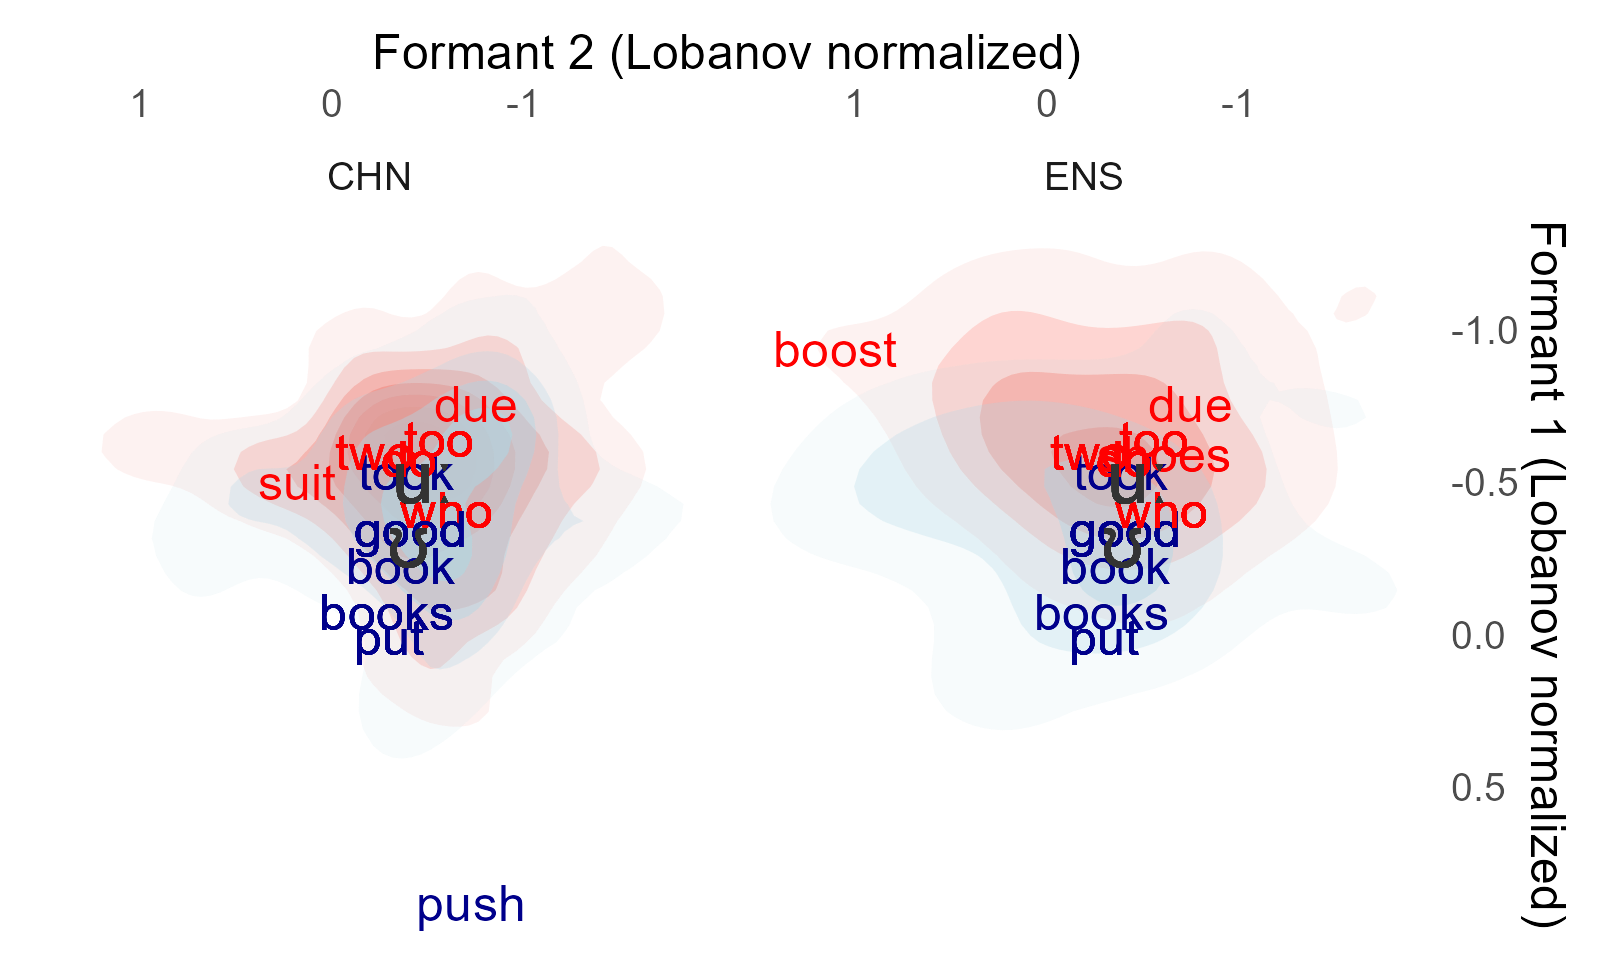 Formant 2 (Lobanov normalized)
1 0 -1 1 0 -1
CHN ENS
Formant 1 (Lobanov normalized)
-1.0
-0.5
0.0
0.5
due
too
two
took
u
suit
who
good
ʊ
book
books
put
push
boost
due
too
two
shoes
took
u
who
good
ʊ
book
books
put